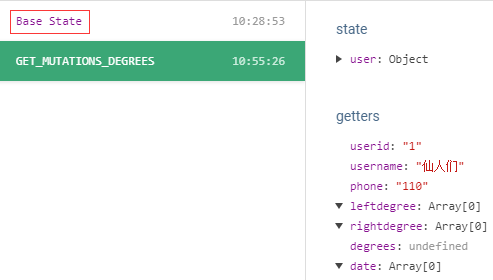 Base State 10:28:53
GET_MUTATIONS_DEGREES 10:55:26
state
user: Object
getters
userid: "1"
username: "仙人们"
phone: "110"
leftdegree: Array[0]
rightdegree: Array[0]
degrees: undefined
date: Array[0]